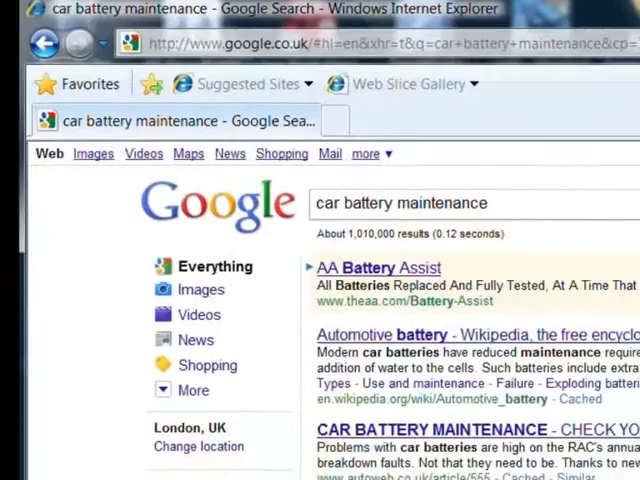 car battery maintenance - Google Search - Windows Internet Explorer
http://www.google.co.uk/#hl=en&xhr=t&q=car+battery+maintenance&cp=
Favorites Suggested Sites Web Slice Gallery
car battery maintenance - Google Sea...
Web Images Videos Maps News Shopping Mail more
Google car battery maintenance
About 1,010,000 results (0.12 seconds)
Everything
Images
Videos
News
Shopping
More
London, UK
Change location
AA Battery Assist
All Batteries Replaced And Fully Tested, At A Time That
www.theaa.com/Battery-Assist
Automotive battery - Wikipedia, the free encyclo
Modern car batteries have reduced maintenance require
addition of water to the cells. Such batteries include extra
Types - Use and maintenance - Failure - Exploding batteri
en.wikipedia.org/wiki/Automotive_battery - Cached
CAR BATTERY MAINTENANCE - CHECK YO
Problems with car batteries are high on the RAC's annua
breakdown faults. Not that they need to be. Thanks to new
www.autoweb.co.uk/article/555 - Cached - Similar